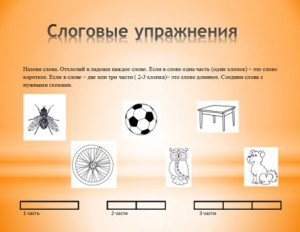 Слоговые упражнения
Назови слова. Отхлопай в ладоши каждое слово. Если в слове одна часть (один хлопок) – это слово
короткое. Если в слове – две или три части ( 2-3 хлопка)– это слово длинное. Соедини слова с
нужными схемами.
1 часть
2 части
3 части